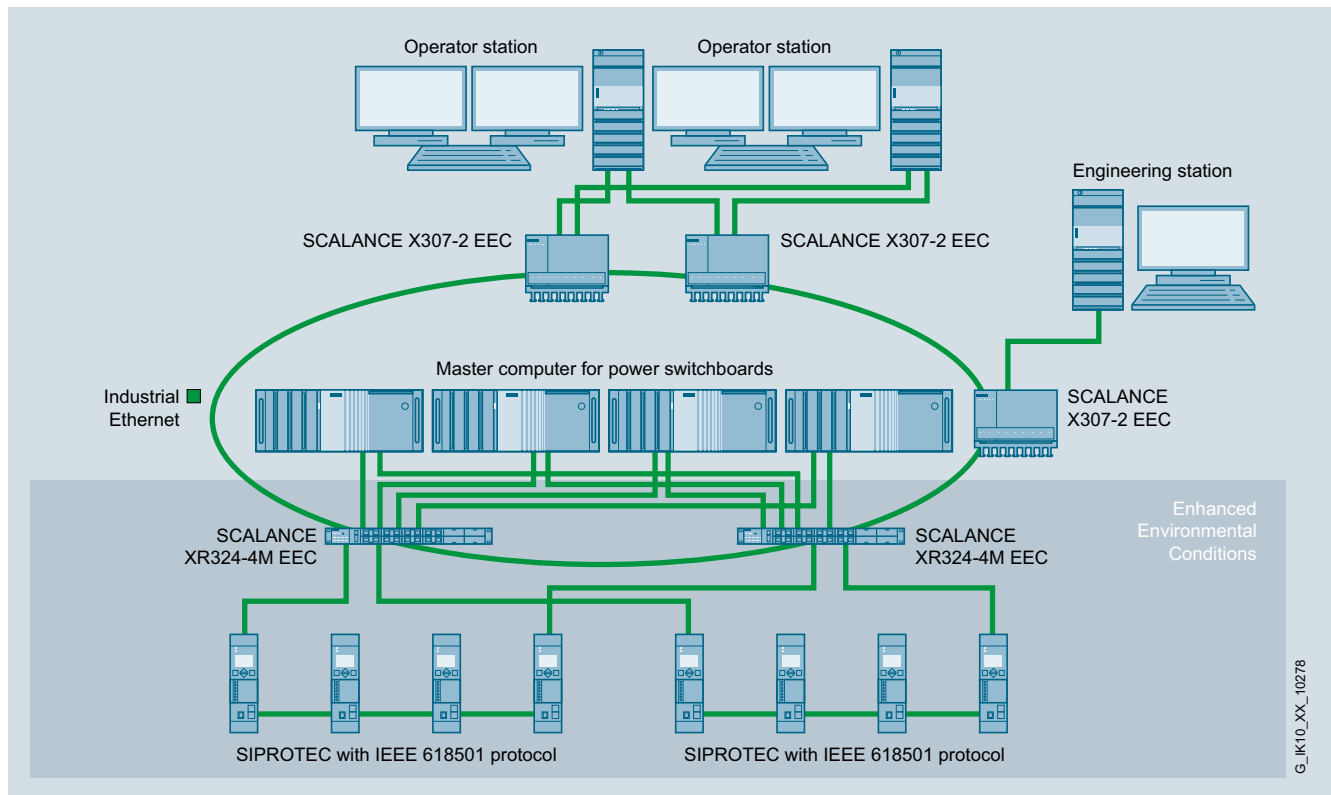 Operator station
Operator station
Engineering station
SCALANCE X307-2 EEC
SCALANCE X307-2 EEC
Master computer for power switchboards
Industrial
Ethernet
SCALANCE
X307-2 EEC
Enhanced
Environmental
Conditions
SCALANCE
XR324-4M EEC
SCALANCE
XR324-4M EEC
SIPROTEC with IEEE 618501 protocol
SIPROTEC with IEEE 618501 protocol
G_IK10_XX_10278